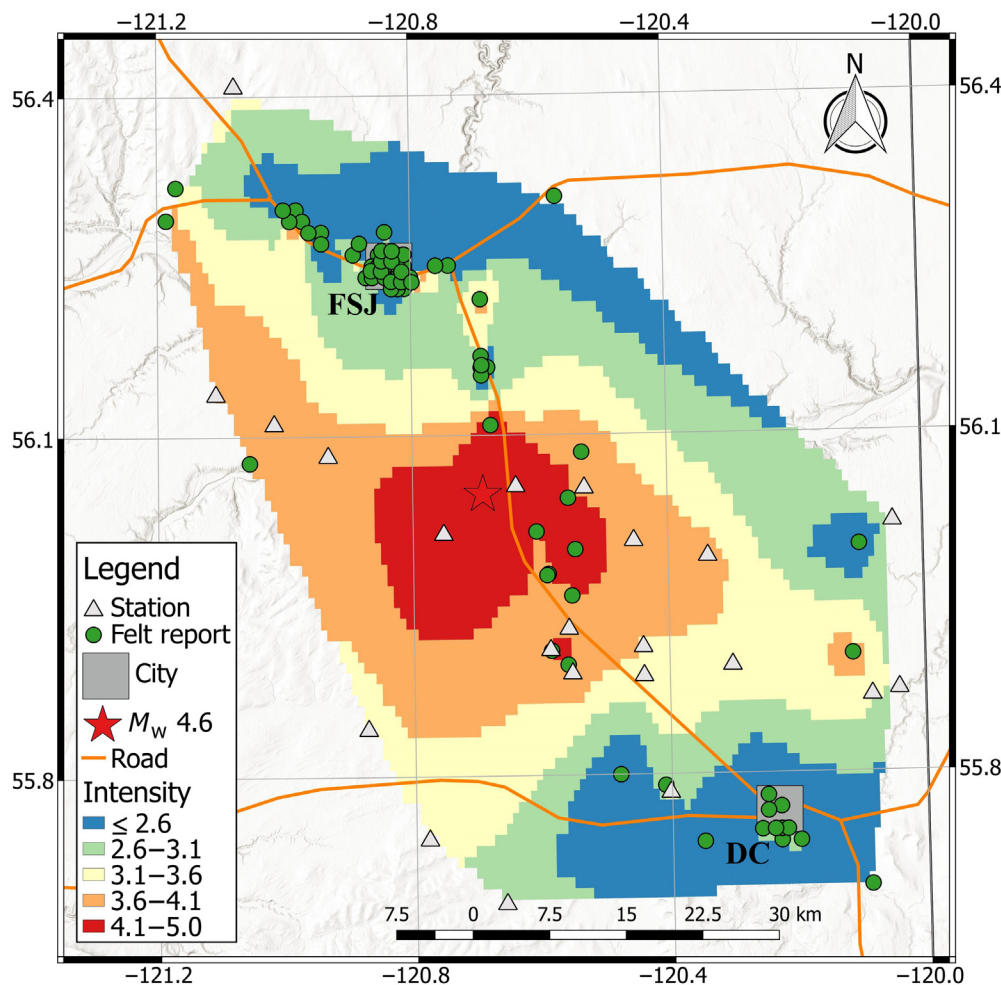 −121.2 −120.8 −120.4 −120.0
N
56.4 56.4
FSJ
56.1 56.1
Legend
Station
Felt report
City
Mw 4.6
Road
55.8 55.8
Intensity
≤ 2.6
2.6−3.1
3.1−3.6
3.6−4.1
4.1−5.0
DC
7.5 0 7.5 15 22.5 30 km
−121.2 −120.8 −120.4 −120.0